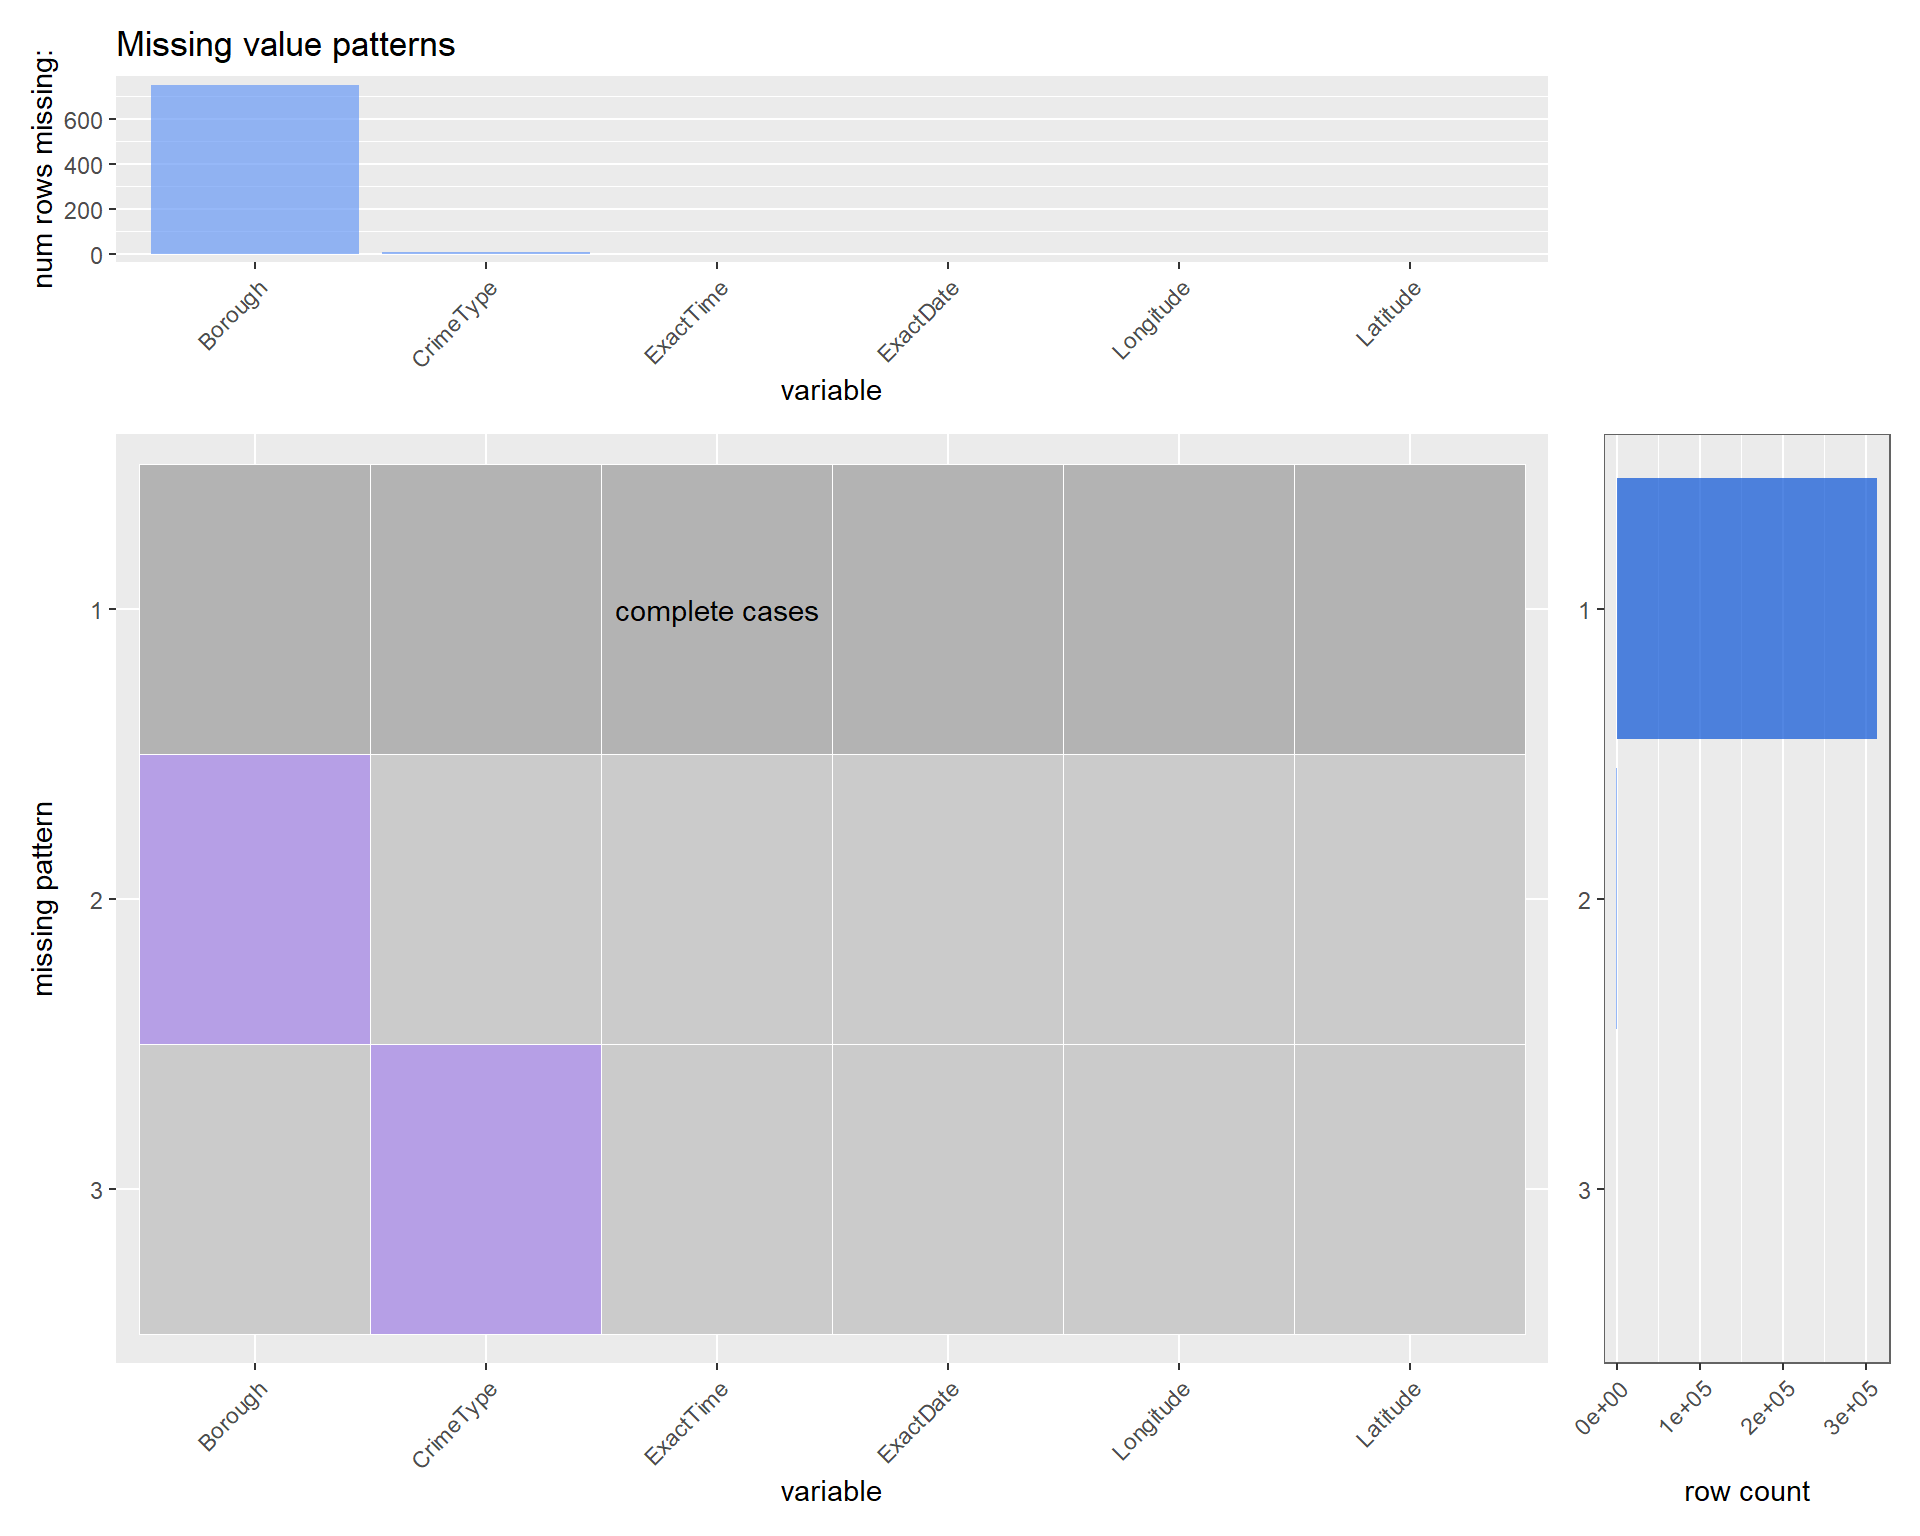 Missing value patterns
num rows missing:
600
400
200
0
Borough
CrimeType
ExactTime
ExactDate
Longitude
Latitude
variable
missing pattern
1
2
3
complete cases
Borough
CrimeType
ExactTime
ExactDate
Longitude
Latitude
variable
1
2
3
0e+00
1e+05
2e+05
3e+05
row count